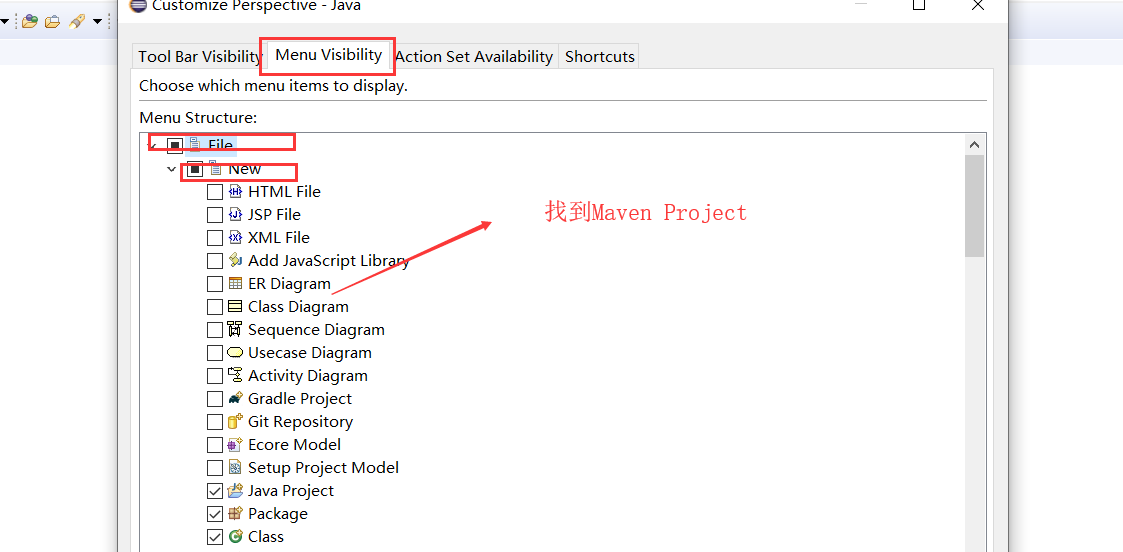 Customize Perspective - Java
Tool Bar Visibility Menu Visibility Action Set Availability Shortcuts
Choose which menu items to display.
Menu Structure:
File
New
HTML File
JSP File
找到Maven Project
XML File
Add JavaScript Library
ER Diagram
Class Diagram
Sequence Diagram
Usecase Diagram
Activity Diagram
Gradle Project
Git Repository
Ecore Model
Setup Project Model
Java Project
Package
Class